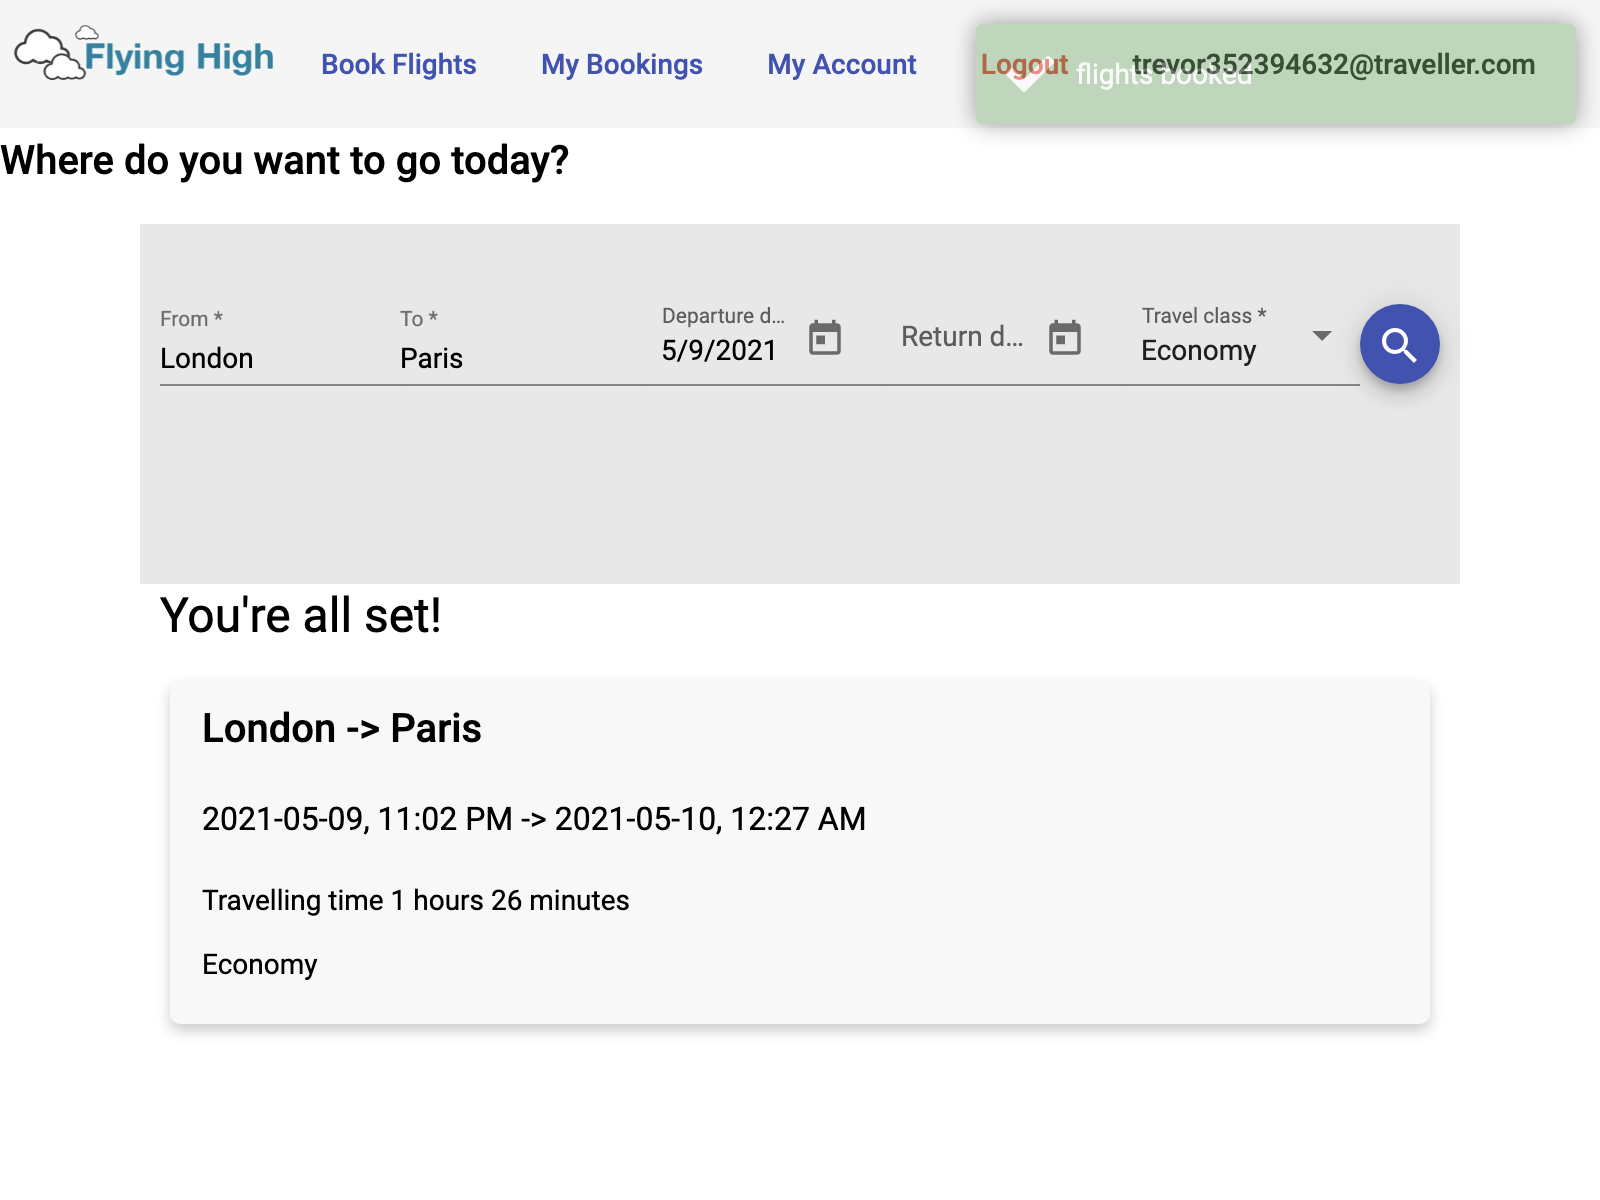 Flying High
Book Flights
My Bookings
My Account
Logout
trevor352394632@traveller.com
flights booked
Where do you want to go today?
From *
London
To *
Paris
Departure d...
5/9/2021
Return d...
Travel class *
Economy
You're all set!
London -> Paris
2021-05-09, 11:02 PM -> 2021-05-10, 12:27 AM
Travelling time 1 hours 26 minutes
Economy